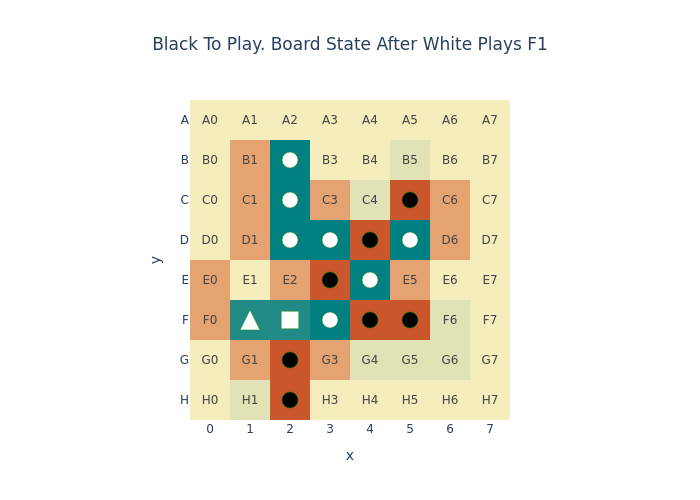 Black To Play. Board State After White Plays F1
A A0 A1 A2 A3 A4 A5 A6 A7
B B0 B1 B3 B4 B5 B6 B7
C C0 C1 C3 C4 C6 C7
D D0 D1 D6 D7
E E0 E1 E2 E5 E6 E7
F F0 F6 F7
G G0 G1 G3 G4 G5 G6 G7
H H0 H1 H3 H4 H5 H6 H7
0 1 2 3 4 5 6 7
x
y